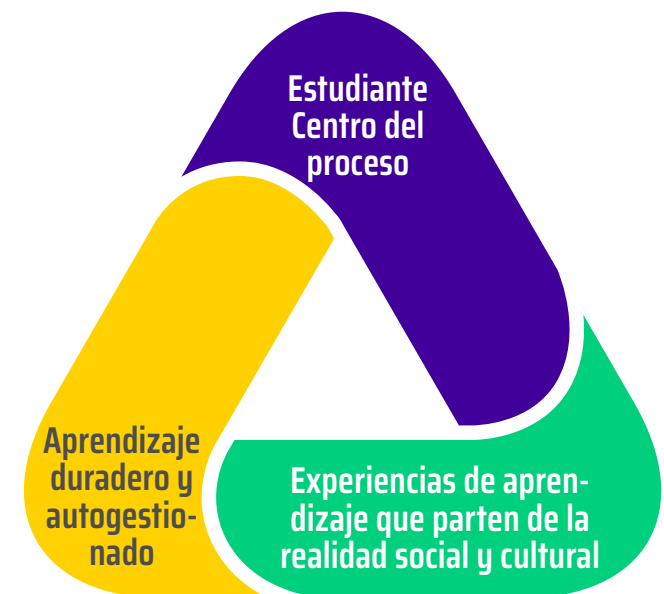 Estudiante
Centro del
proceso
Aprendizaje
duradero y
autogestio-
nado
Experiencias de apren-
dizaje que parten de la
realidad social y cultural